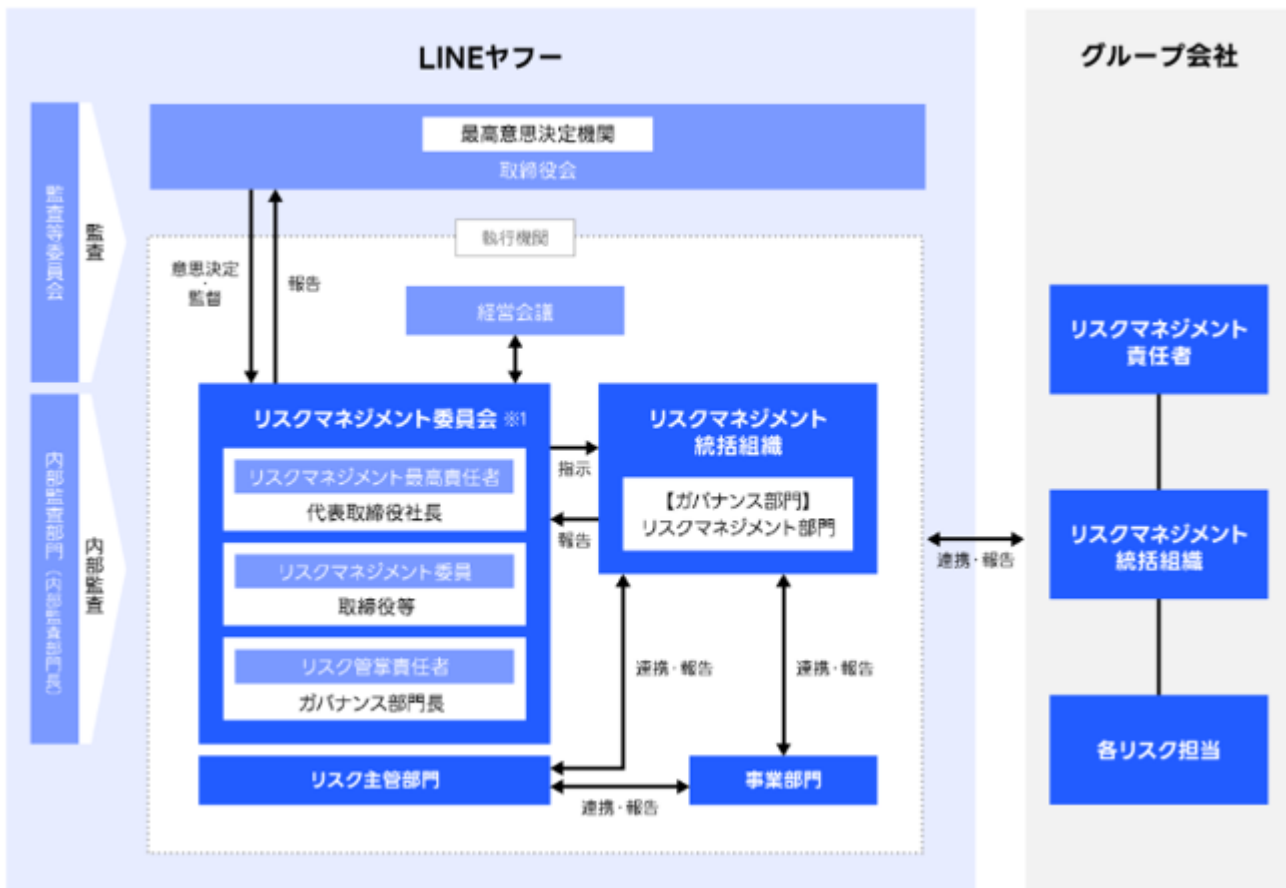 LINEヤフー
グループ会社
最高意思決定機関
取締役会
監査等委員会
監査
執行機関
意思決定
・
監督
報告
経営会議
リスクマネジメント委員会 ※1
リスクマネジメント最高責任者
代表取締役社長
リスクマネジメント委員
取締役等
リスク管掌責任者
ガバナンス部門長
指示
報告
リスクマネジメント
統括組織
【ガバナンス部門】
リスクマネジメント部門
内部監査部門(内部監査部門長)
内部監査
連携・報告
連携・報告
リスク主管部門
連携・報告
事業部門
連携・報告
リスクマネジメント
責任者
リスクマネジメント
統括組織
各リスク担当